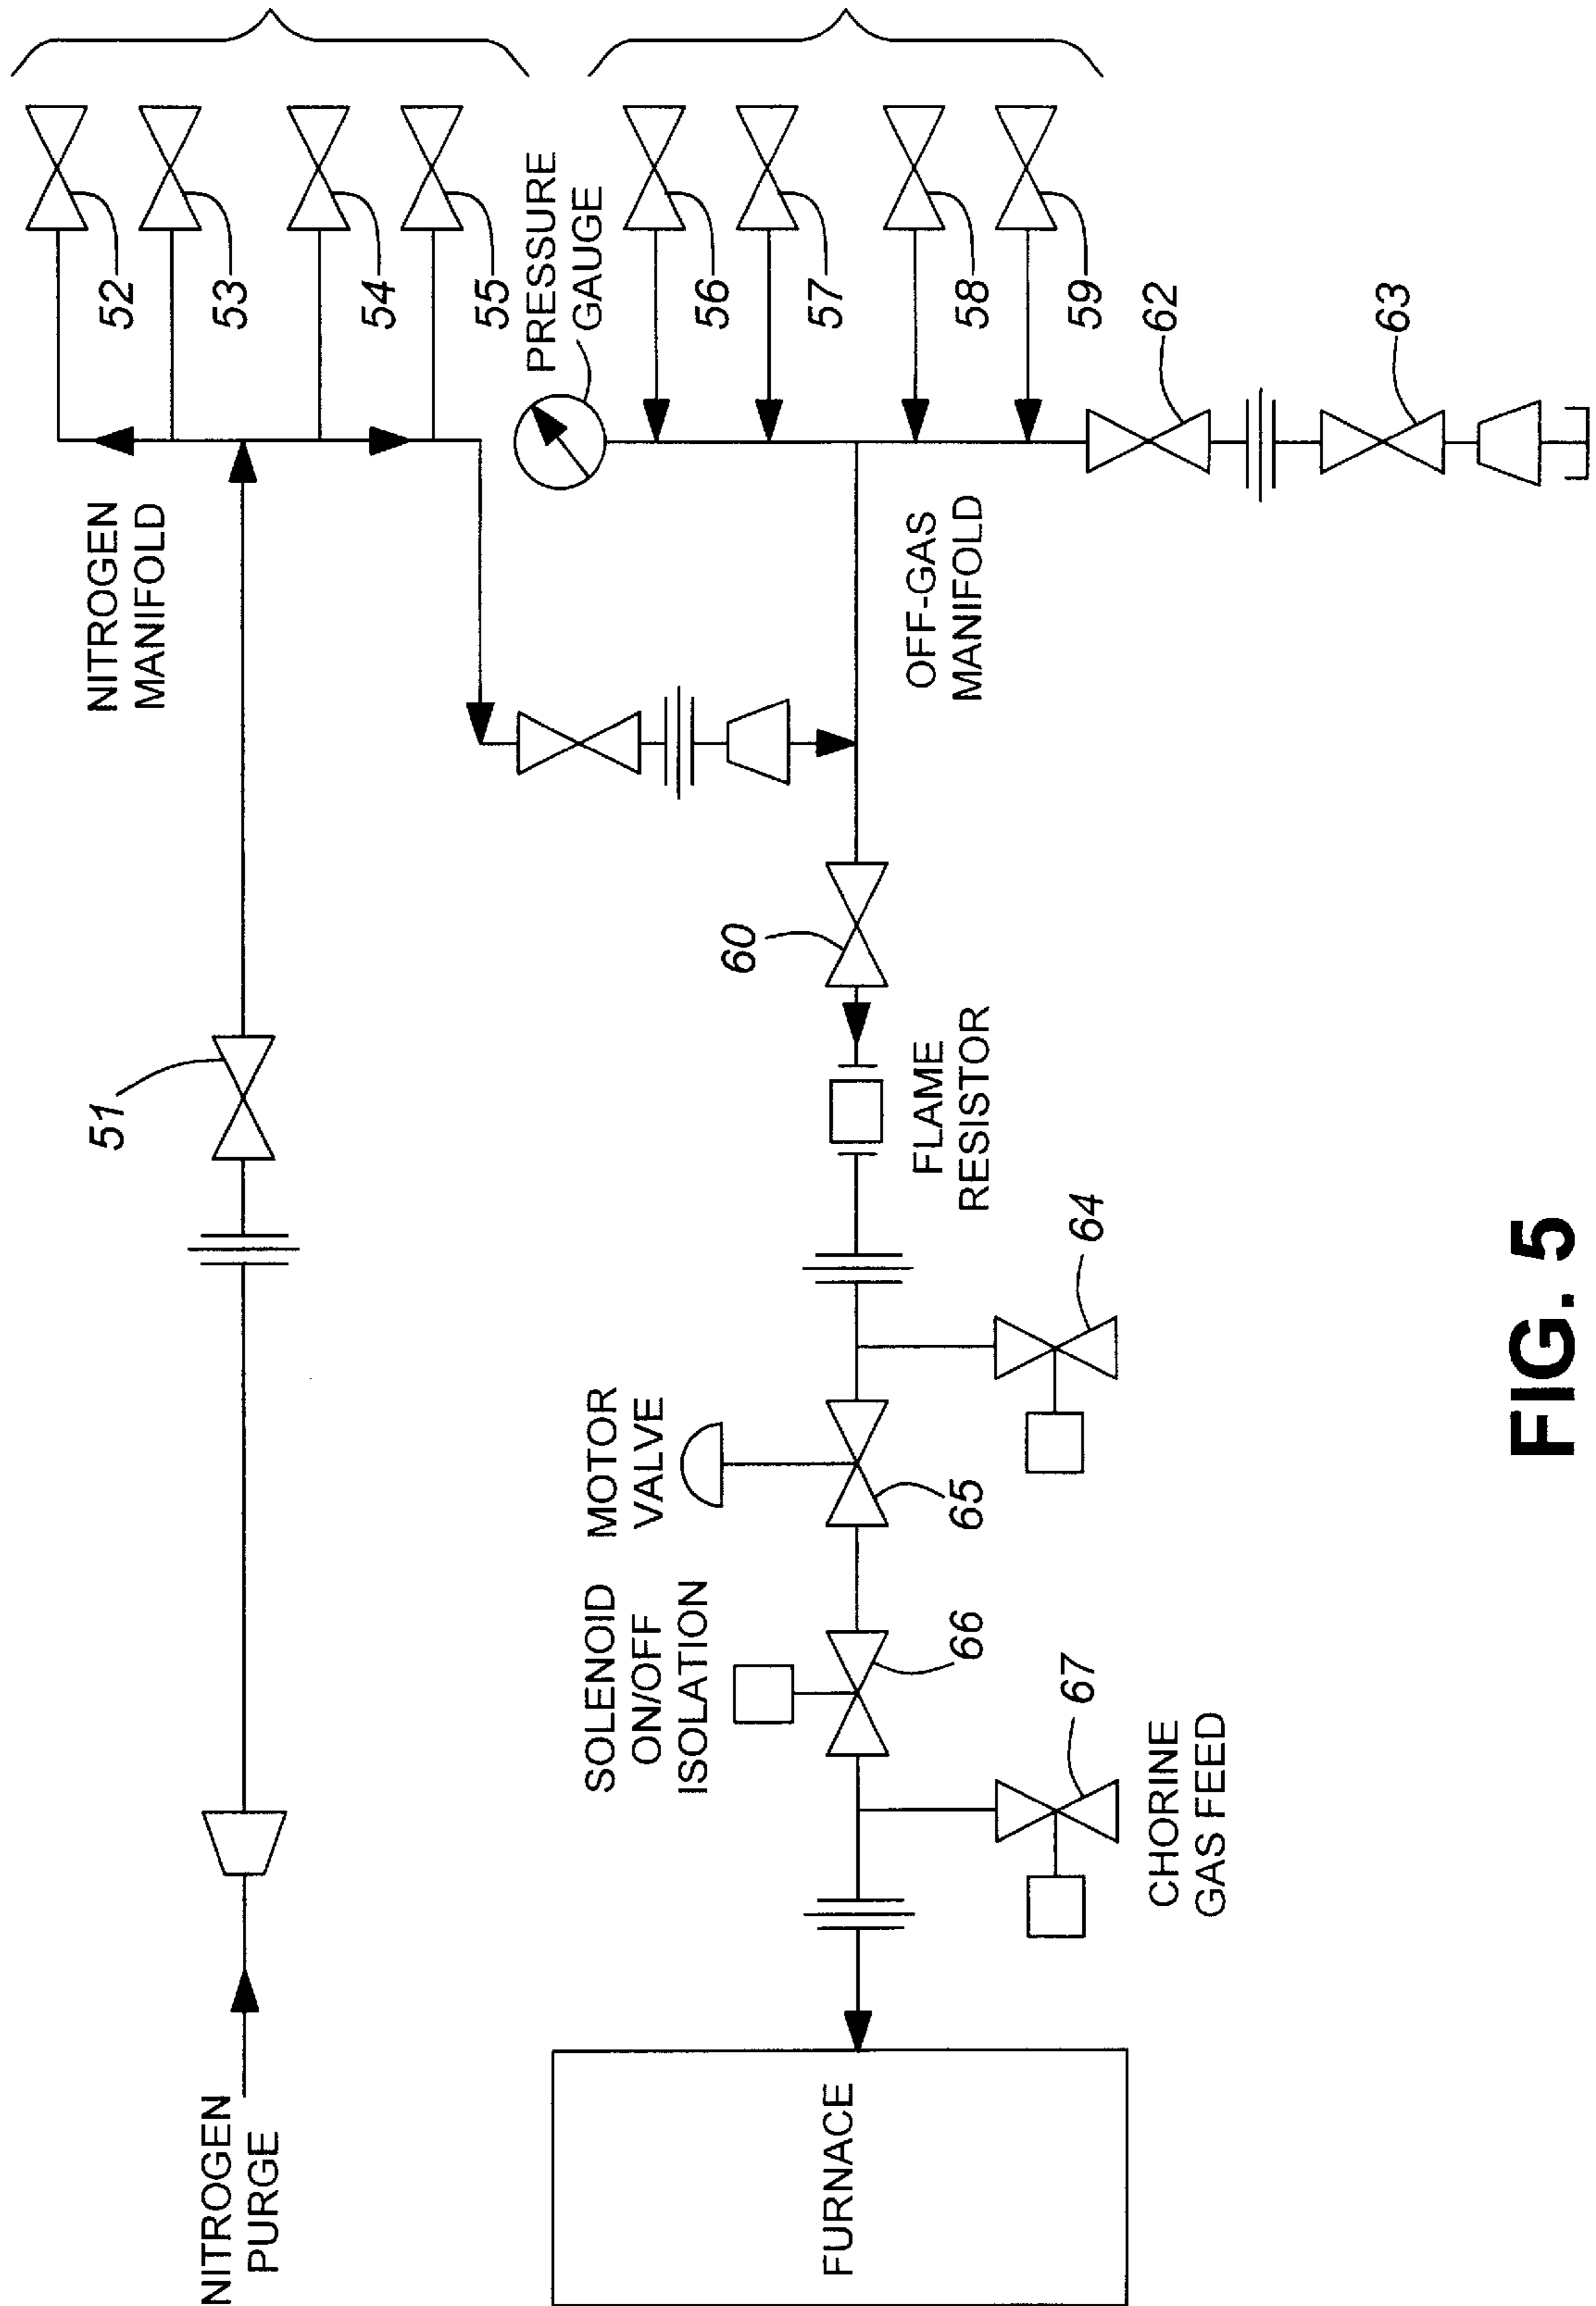 NITROGEN
PURGE
51
NITROGEN
MANIFOLD
52
53
54
55
PRESSURE
GAUGE
56
57
58
59
62
63
OFF-GAS
MANIFOLD
60
FLAME
RESISTOR
64
MOTOR
VALVE
65
SOLENOID
ON/OFF
ISOLATION
66
67
CHORINE
GAS FEED
FURNACE
FIG. 5